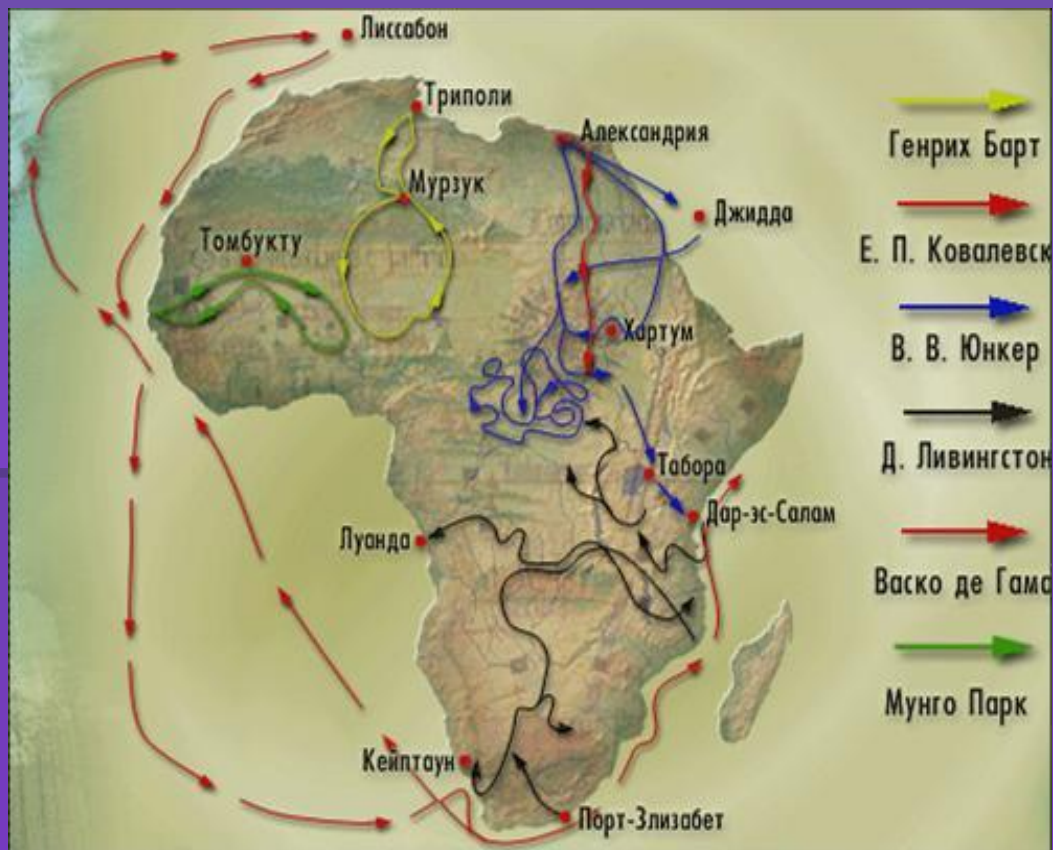 Лиссабон
Триполи
Александрия
Мурзук
Джидда
Томбукту
Хартум
Табора
Дар-эс-Салам
Луанда
Кейптаун
Порт-Элизабет
Генрих Барт
Е. П. Ковалевск
В. В. Юнкер
Д. Ливингстон
Васко де Гама
Мунго Парк